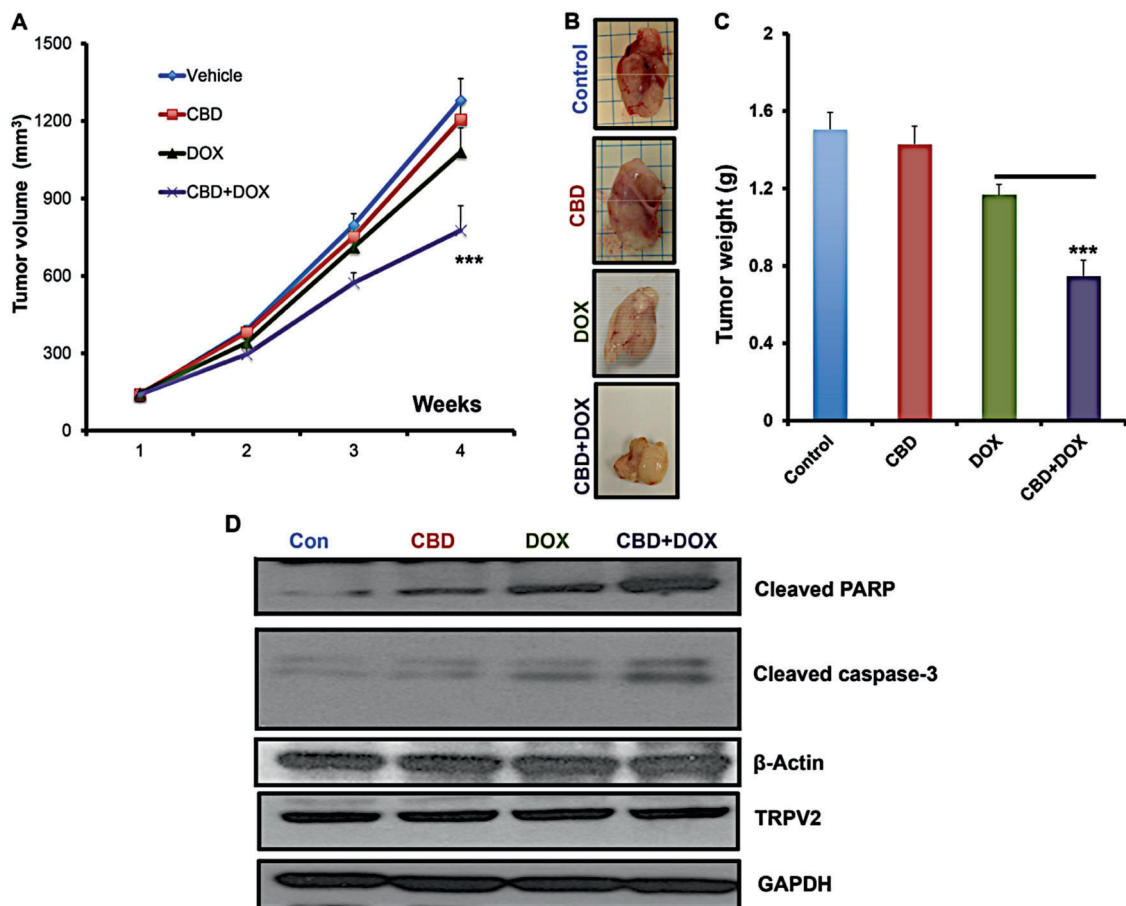 A
Tumor volume (mm³)
1500
1200
900
600
300
0
Vehicle
CBD
DOX
CBD+DOX
***
Weeks
1 2 3 4
B
Control
CBD
DOX
CBD+DOX
C
Tumor weight (g)
2
1.6
1.2
0.8
0.4
0
***
Control CBD DOX CBD+DOX
D
Con CBD DOX CBD+DOX
Cleaved PARP
Cleaved caspase-3
β-Actin
TRPV2
GAPDH